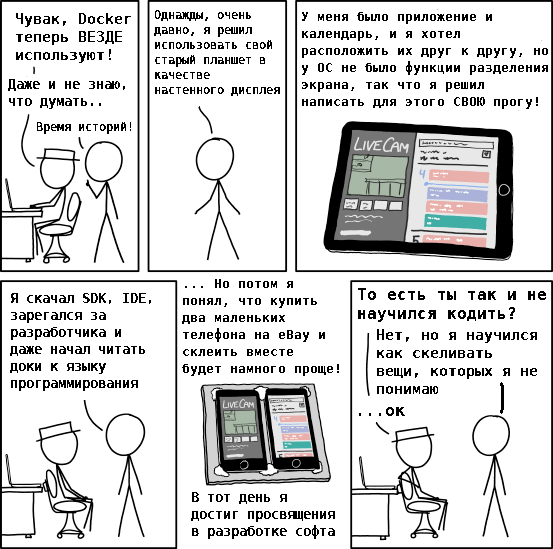 Чувак, Docker
теперь ВЕЗДЕ
используют!
Даже и не знаю,
что думать..
Время историй!
Однажды, очень
давно, я решил
использовать свой
старый планшет в
качестве
настенного дисплея
У меня было приложение и
календарь, и я хотел
расположить их друг к другу, но
у ОС не было функции разделения
экрана, так что я решил
написать для этого СВОЮ прогу!
LIVECAM
4
5
Я скачал SDK, IDE,
зарегался за
разработчика и
даже начал читать
доки к языку
программирования
... Но потом я
понял, что купить
два маленьких
телефона на eBay и
склеить вместе
будет намного проще!
LIVECAM
В тот день я
достиг просвящения
в разработке софта
То есть ты так и не
научился кодить?
Нет, но я научился
как скеливать
вещи, которых я не
понимаю
...ок